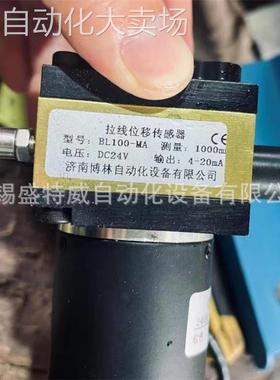 自动化大卖场
拉线位移传感器
型号：BL100-MA 测量：1000m
电压：DC24V 输出：4-20mA
济南博林自动化设备有限公司
CE
锡盛特威自动化设备有限公